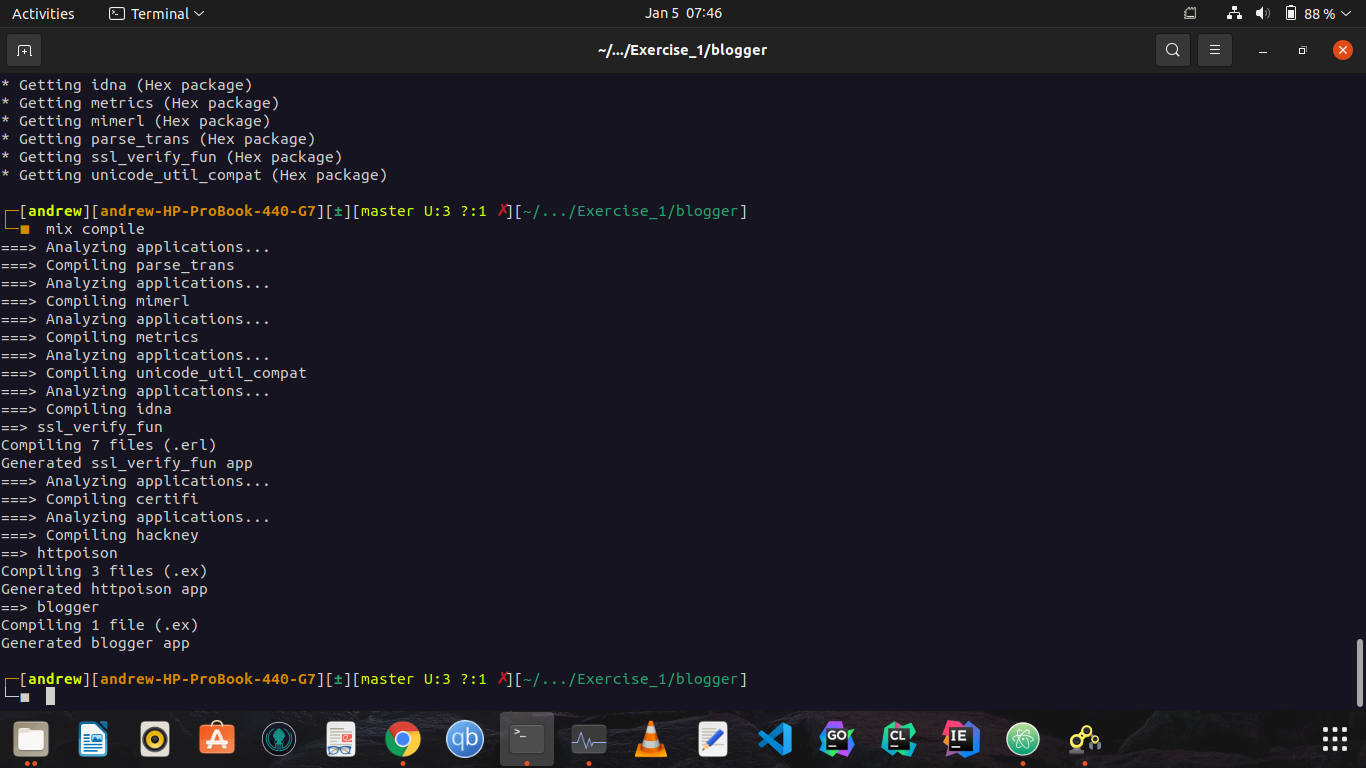 Activities Terminal Jan 5 07:46 88 %
~/.../Exercise_1/blogger
* Getting idna (Hex package)
* Getting metrics (Hex package)
* Getting mimerl (Hex package)
* Getting parse_trans (Hex package)
* Getting ssl_verify_fun (Hex package)
* Getting unicode_util_compat (Hex package)
┌─[andrew][andrew-HP-ProBook-440-G7][±][master U:3 ?:1 ✗][~/.../Exercise_1/blogger]
└─■ mix compile
===> Analyzing applications...
===> Compiling parse_trans
===> Analyzing applications...
===> Compiling mimerl
===> Analyzing applications...
===> Compiling metrics
===> Analyzing applications...
===> Compiling unicode_util_compat
===> Analyzing applications...
===> Compiling idna
==> ssl_verify_fun
Compiling 7 files (.erl)
Generated ssl_verify_fun app
===> Analyzing applications...
===> Compiling certifi
===> Analyzing applications...
===> Compiling hackney
==> httpoison
Compiling 3 files (.ex)
Generated httpoison app
==> blogger
Compiling 1 file (.ex)
Generated blogger app
┌─[andrew][andrew-HP-ProBook-440-G7][±][master U:3 ?:1 ✗][~/.../Exercise_1/blogger]
└─■
qb >_ GO CL IE